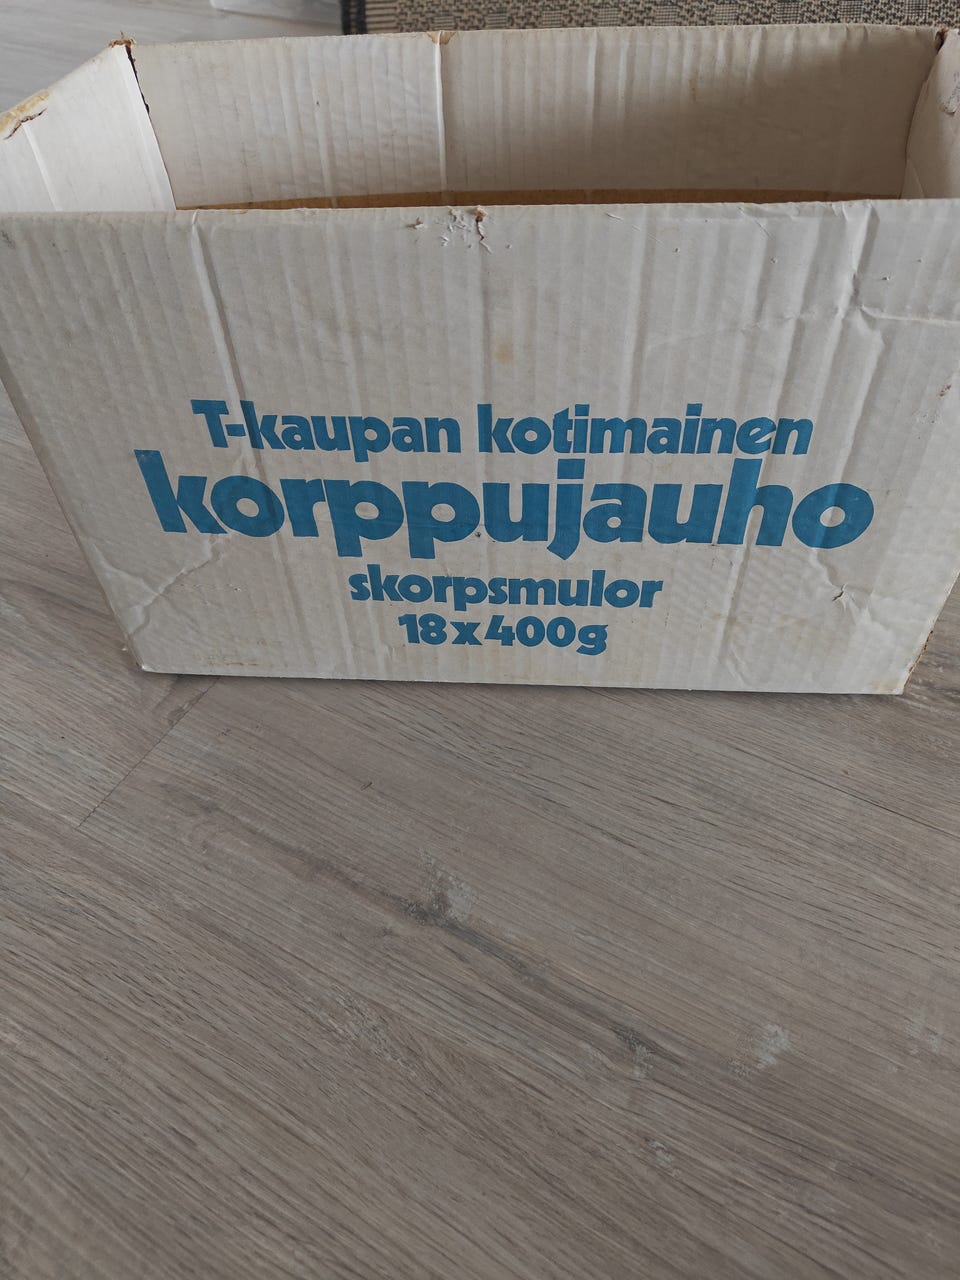 T-kaupan kotimainen
korppujauho
skorpsmulor
18x400g